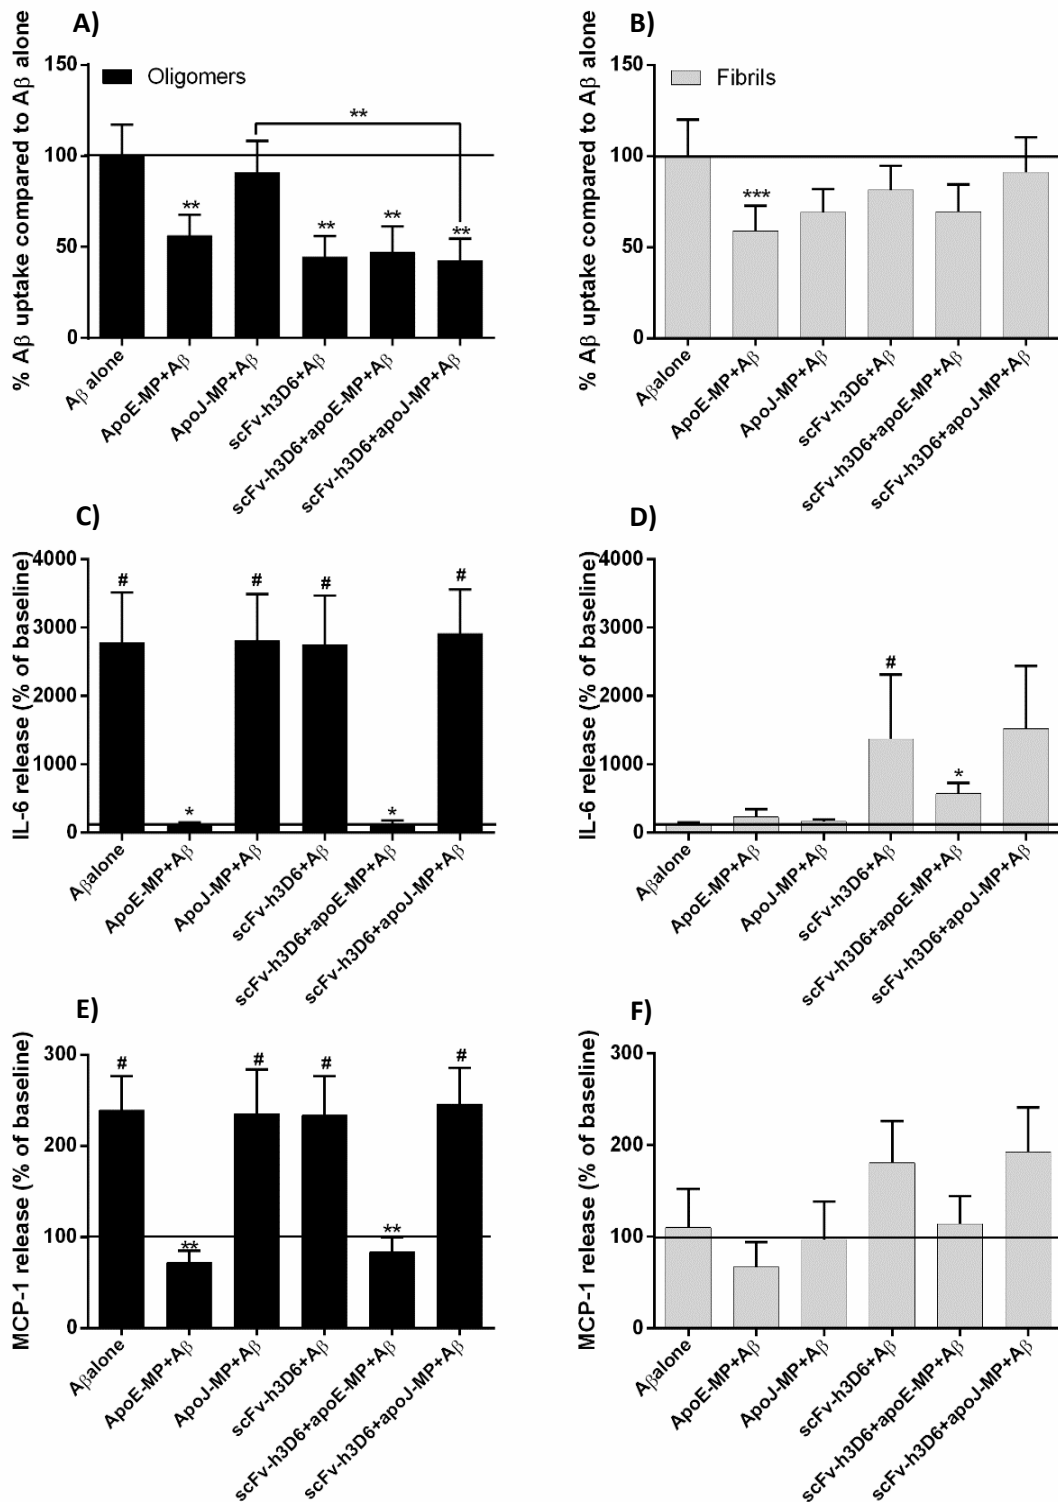 A)
% Aβ uptake compared to Aβ alone
150
100
50
0
Oligomers
**
**
**
**
**
Aβ alone
ApoE-MP+Aβ
ApoJ-MP+Aβ
scFv-h3D6+Aβ
scFv-h3D6+apoE-MP+Aβ
scFv-h3D6+apoJ-MP+Aβ
B)
% Aβ uptake compared to Aβ alone
150
100
50
0
Fibrils
***
Aβalone
ApoE-MP+Aβ
ApoJ-MP+Aβ
scFv-h3D6+Aβ
scFv-h3D6+apoE-MP+Aβ
scFv-h3D6+apoJ-MP+Aβ
C)
IL-6 release (% of baseline)
4000
3000
2000
1000
0
#
*
#
#
*
#
Aβalone
ApoE-MP+Aβ
ApoJ-MP+Aβ
scFv-h3D6+Aβ
scFv-h3D6+apoE-MP+Aβ
scFv-h3D6+apoJ-MP+Aβ
D)
IL-6 release (% of baseline)
4000
3000
2000
1000
0
#
*
Aβalone
ApoE-MP+Aβ
ApoJ-MP+Aβ
scFv-h3D6+Aβ
scFv-h3D6+apoE-MP+Aβ
scFv-h3D6+apoJ-MP+Aβ
E)
MCP-1 release (% of baseline)
300
200
100
0
#
**
#
#
**
#
Aβalone
ApoE-MP+Aβ
ApoJ-MP+Aβ
scFv-h3D6+Aβ
scFv-h3D6+apoE-MP+Aβ
scFv-h3D6+apoJ-MP+Aβ
F)
MCP-1 release (% of baseline)
300
200
100
0
Aβalone
ApoE-MP+Aβ
ApoJ-MP+Aβ
scFv-h3D6+Aβ
scFv-h3D6+apoE-MP+Aβ
scFv-h3D6+apoJ-MP+Aβ